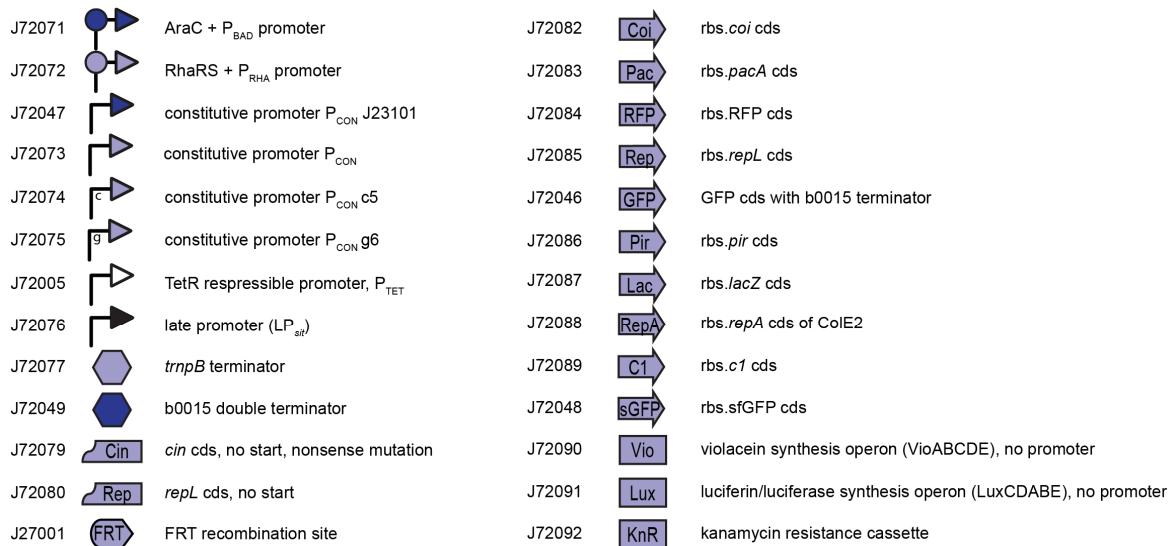 J72071 AraC + PBAD promoter
J72072 RhaRS + PRHA promoter
J72047 constitutive promoter PCON J23101
J72073 constitutive promoter PCON
J72074 c constitutive promoter PCON c5
J72075 g constitutive promoter PCON g6
J72005 TetR respressible promoter, PTET
J72076 late promoter (LPsit)
J72077 trnpB terminator
J72049 b0015 double terminator
J72079 Cin cin cds, no start, nonsense mutation
J72080 Rep repL cds, no start
J27001 FRT FRT recombination site
J72082 Coi rbs.coi cds
J72083 Pac rbs.pacA cds
J72084 RFP rbs.RFP cds
J72085 Rep rbs.repL cds
J72046 GFP GFP cds with b0015 terminator
J72086 Pir rbs.pir cds
J72087 Lac rbs.lacZ cds
J72088 RepA rbs.repA cds of ColE2
J72089 C1 rbs.c1 cds
J72048 sGFP rbs.sfGFP cds
J72090 Vio violacein synthesis operon (VioABCDE), no promoter
J72091 Lux luciferin/luciferase synthesis operon (LuxCDABE), no promoter
J72092 KnR kanamycin resistance cassette